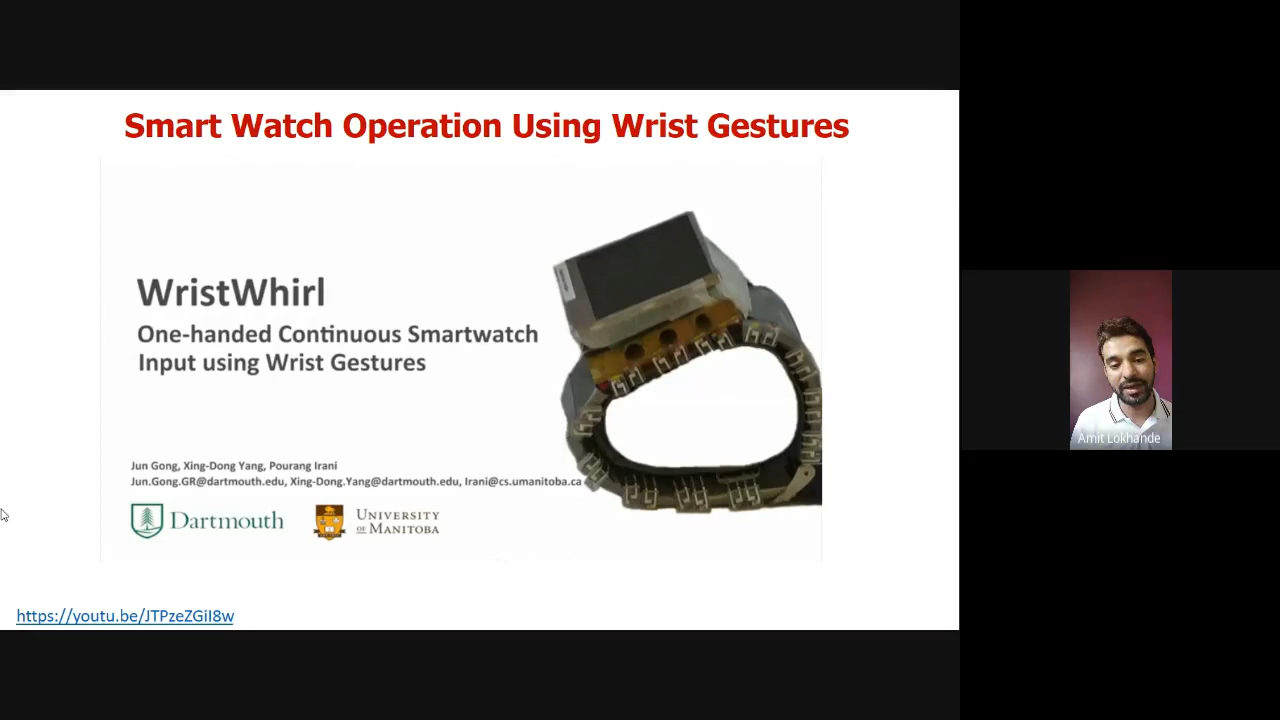 Smart Watch Operation Using Wrist Gestures
WristWhirl
One-handed Continuous Smartwatch
Input using Wrist Gestures
Jun Gong, Xing-Dong Yang, Pourang Irani
Jun.Gong.GR@dartmouth.edu, Xing-Dong.Yang@dartmouth.edu, Irani@cs.umanitoba.ca
Dartmouth
UNIVERSITY
OF MANITOBA
https://youtu.be/JTPzeZGiI8w
Amit Lokhande